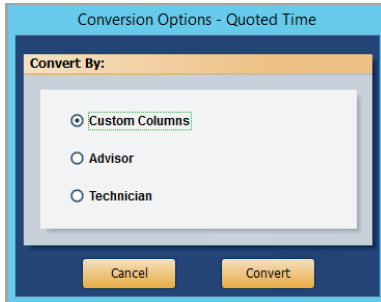 Conversion Options - Quoted Time
Convert By:
Custom Columns
Advisor
Technician
Cancel Convert